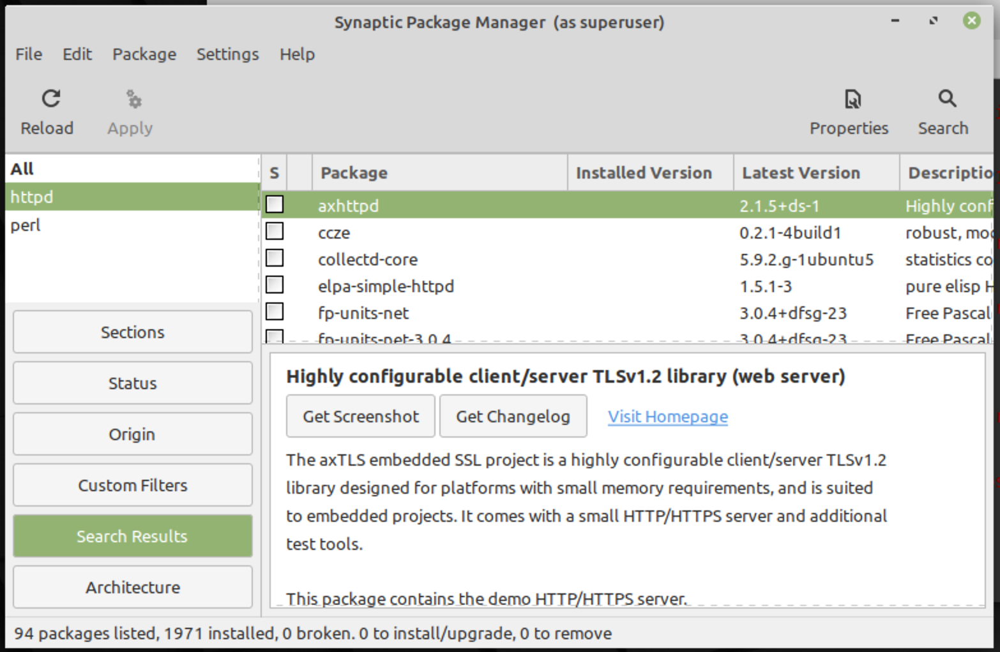 Synaptic Package Manager (as superuser)
File Edit Package Settings Help
Reload Apply Properties Search
All
httpd
perl
Sections
Status
Origin
Custom Filters
Search Results
Architecture
S Package Installed Version Latest Version Descriptio
axhttpd 2.1.5+ds-1 Highly conf
ccze 0.2.1-4build1 robust, mo
collectd-core 5.9.2.g-1ubuntu5 statistics co
elpa-simple-httpd 1.5.1-3 pure elisp H
fp-units-net 3.0.4+dfsg-23 Free Pascal
fp-units-net-3.0.4 3.0.4+dfsg-23 Free Pascal
Highly configurable client/server TLSv1.2 library (web server)
Get Screenshot Get Changelog Visit Homepage
The axTLS embedded SSL project is a highly configurable client/server TLSv1.2
library designed for platforms with small memory requirements, and is suited
to embedded projects. It comes with a small HTTP/HTTPS server and additional
test tools.
This package contains the demo HTTP/HTTPS server.
94 packages listed, 1971 installed, 0 broken. 0 to install/upgrade, 0 to remove